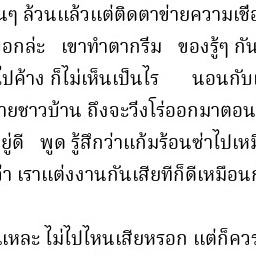 นๆ ล้วนแล้วแต่ติดตาข่ายความเชื่อ
อกล่ะ เขาทำตากรึม ของรู้ๆ กัน
ปค้าง ก็ไม่เห็นเป็นไร นอนกับ
ายชาวบ้าน ถึงจะวีงโร่ออกมาตอน
ยู่ดี พูด รู้สึกว่าแก้มร้อนซ่าไปเหมื
า เราแต่งงานกันเสียทีก็ดีเหมือนก
นเหละ ไม่ไปไหนเสียหรอก แต่ก็ควร